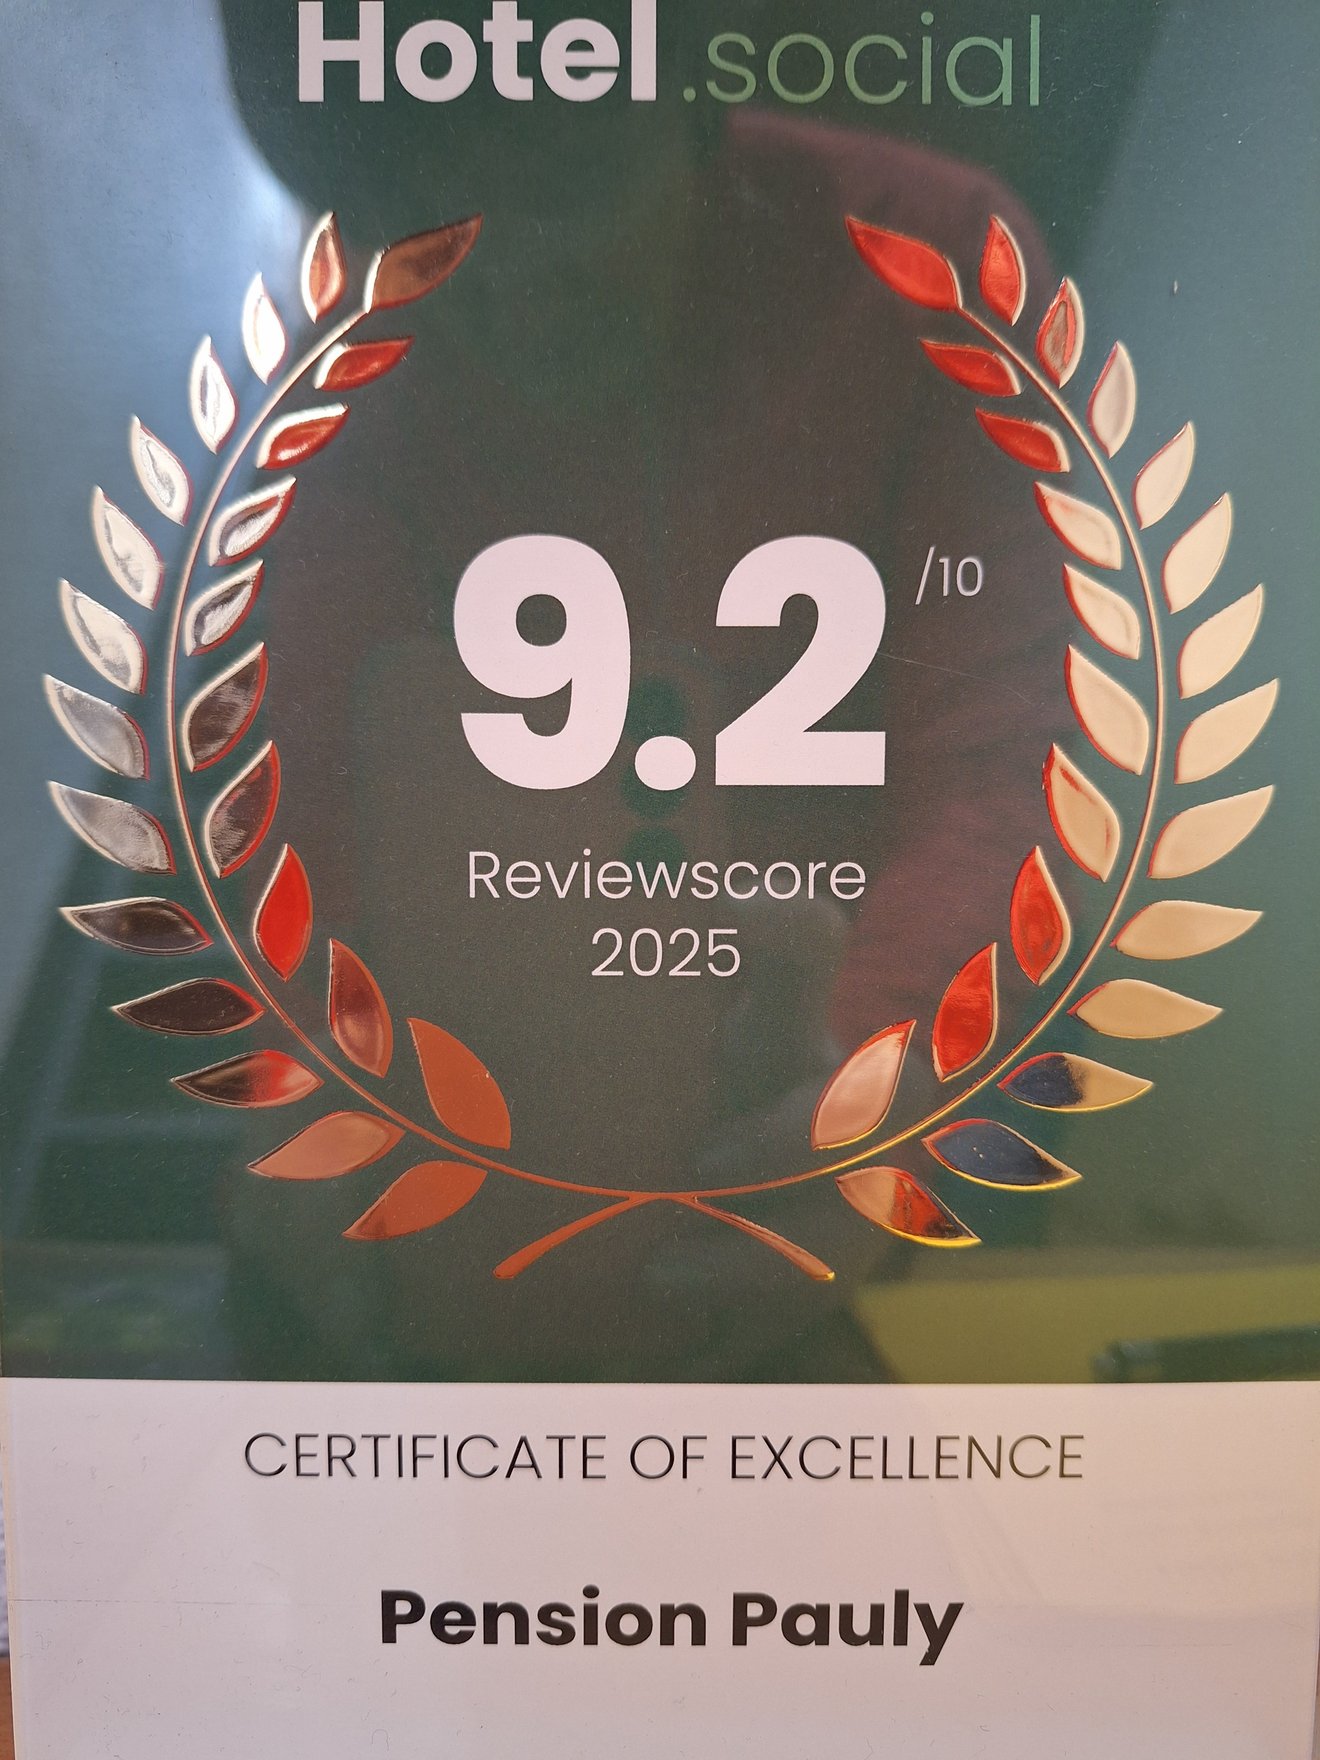 Hotel.social
9.2 /10
Reviewscore
2025
CERTIFICATE OF EXCELLENCE
Pension Pauly